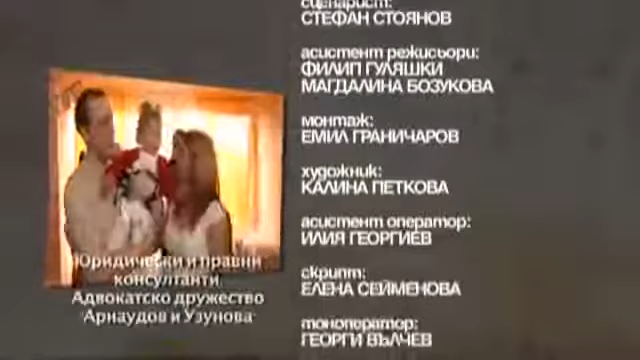 сценарист:
СТЕФАН СТОЯНОВ
асистент режисьори:
ФИЛИП ГУЛЯШКИ
МАГДАЛИНА БОЗУКОВА
монтаж:
ЕМИЛ ГРАНИЧАРОВ
художник:
КАЛИНА ПЕТКОВА
асистент оператор:
ИЛИЯ ГЕОРГИЕВ
скрипт:
ЕЛЕНА СЕЙМЕНОВА
тоноператор:
ГЕОРГИ ВЪЛЧЕВ
Юридически и правни
консултанти
Адвокатско дружество
Арнаудов и Узунова